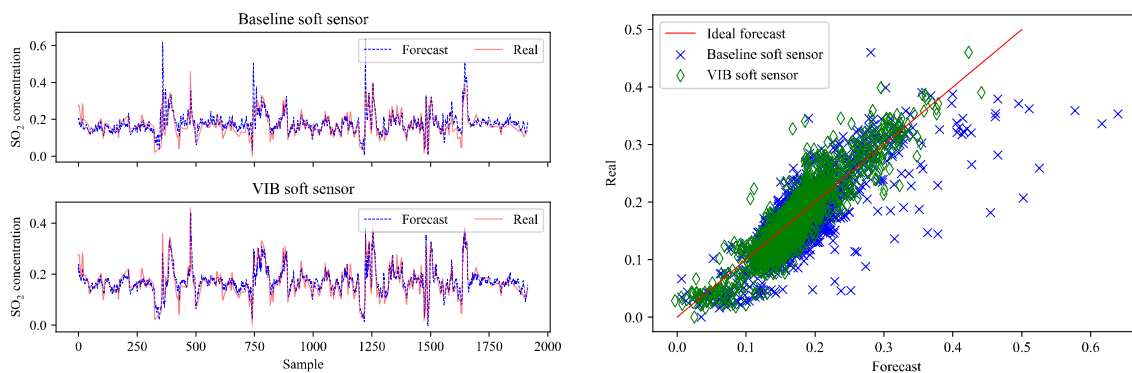 Baseline soft sensor
SO2 concentration
0.6
0.4
0.2
0.0
Forecast
Real
VIB soft sensor
SO2 concentration
0.4
0.2
0.0
Forecast
Real
0
250
500
750
1000
1250
1500
1750
2000
Sample
Real
0.5
0.4
0.3
0.2
0.1
0.0
Ideal forecast
Baseline soft sensor
VIB soft sensor
0.0
0.1
0.2
0.3
0.4
0.5
0.6
Forecast